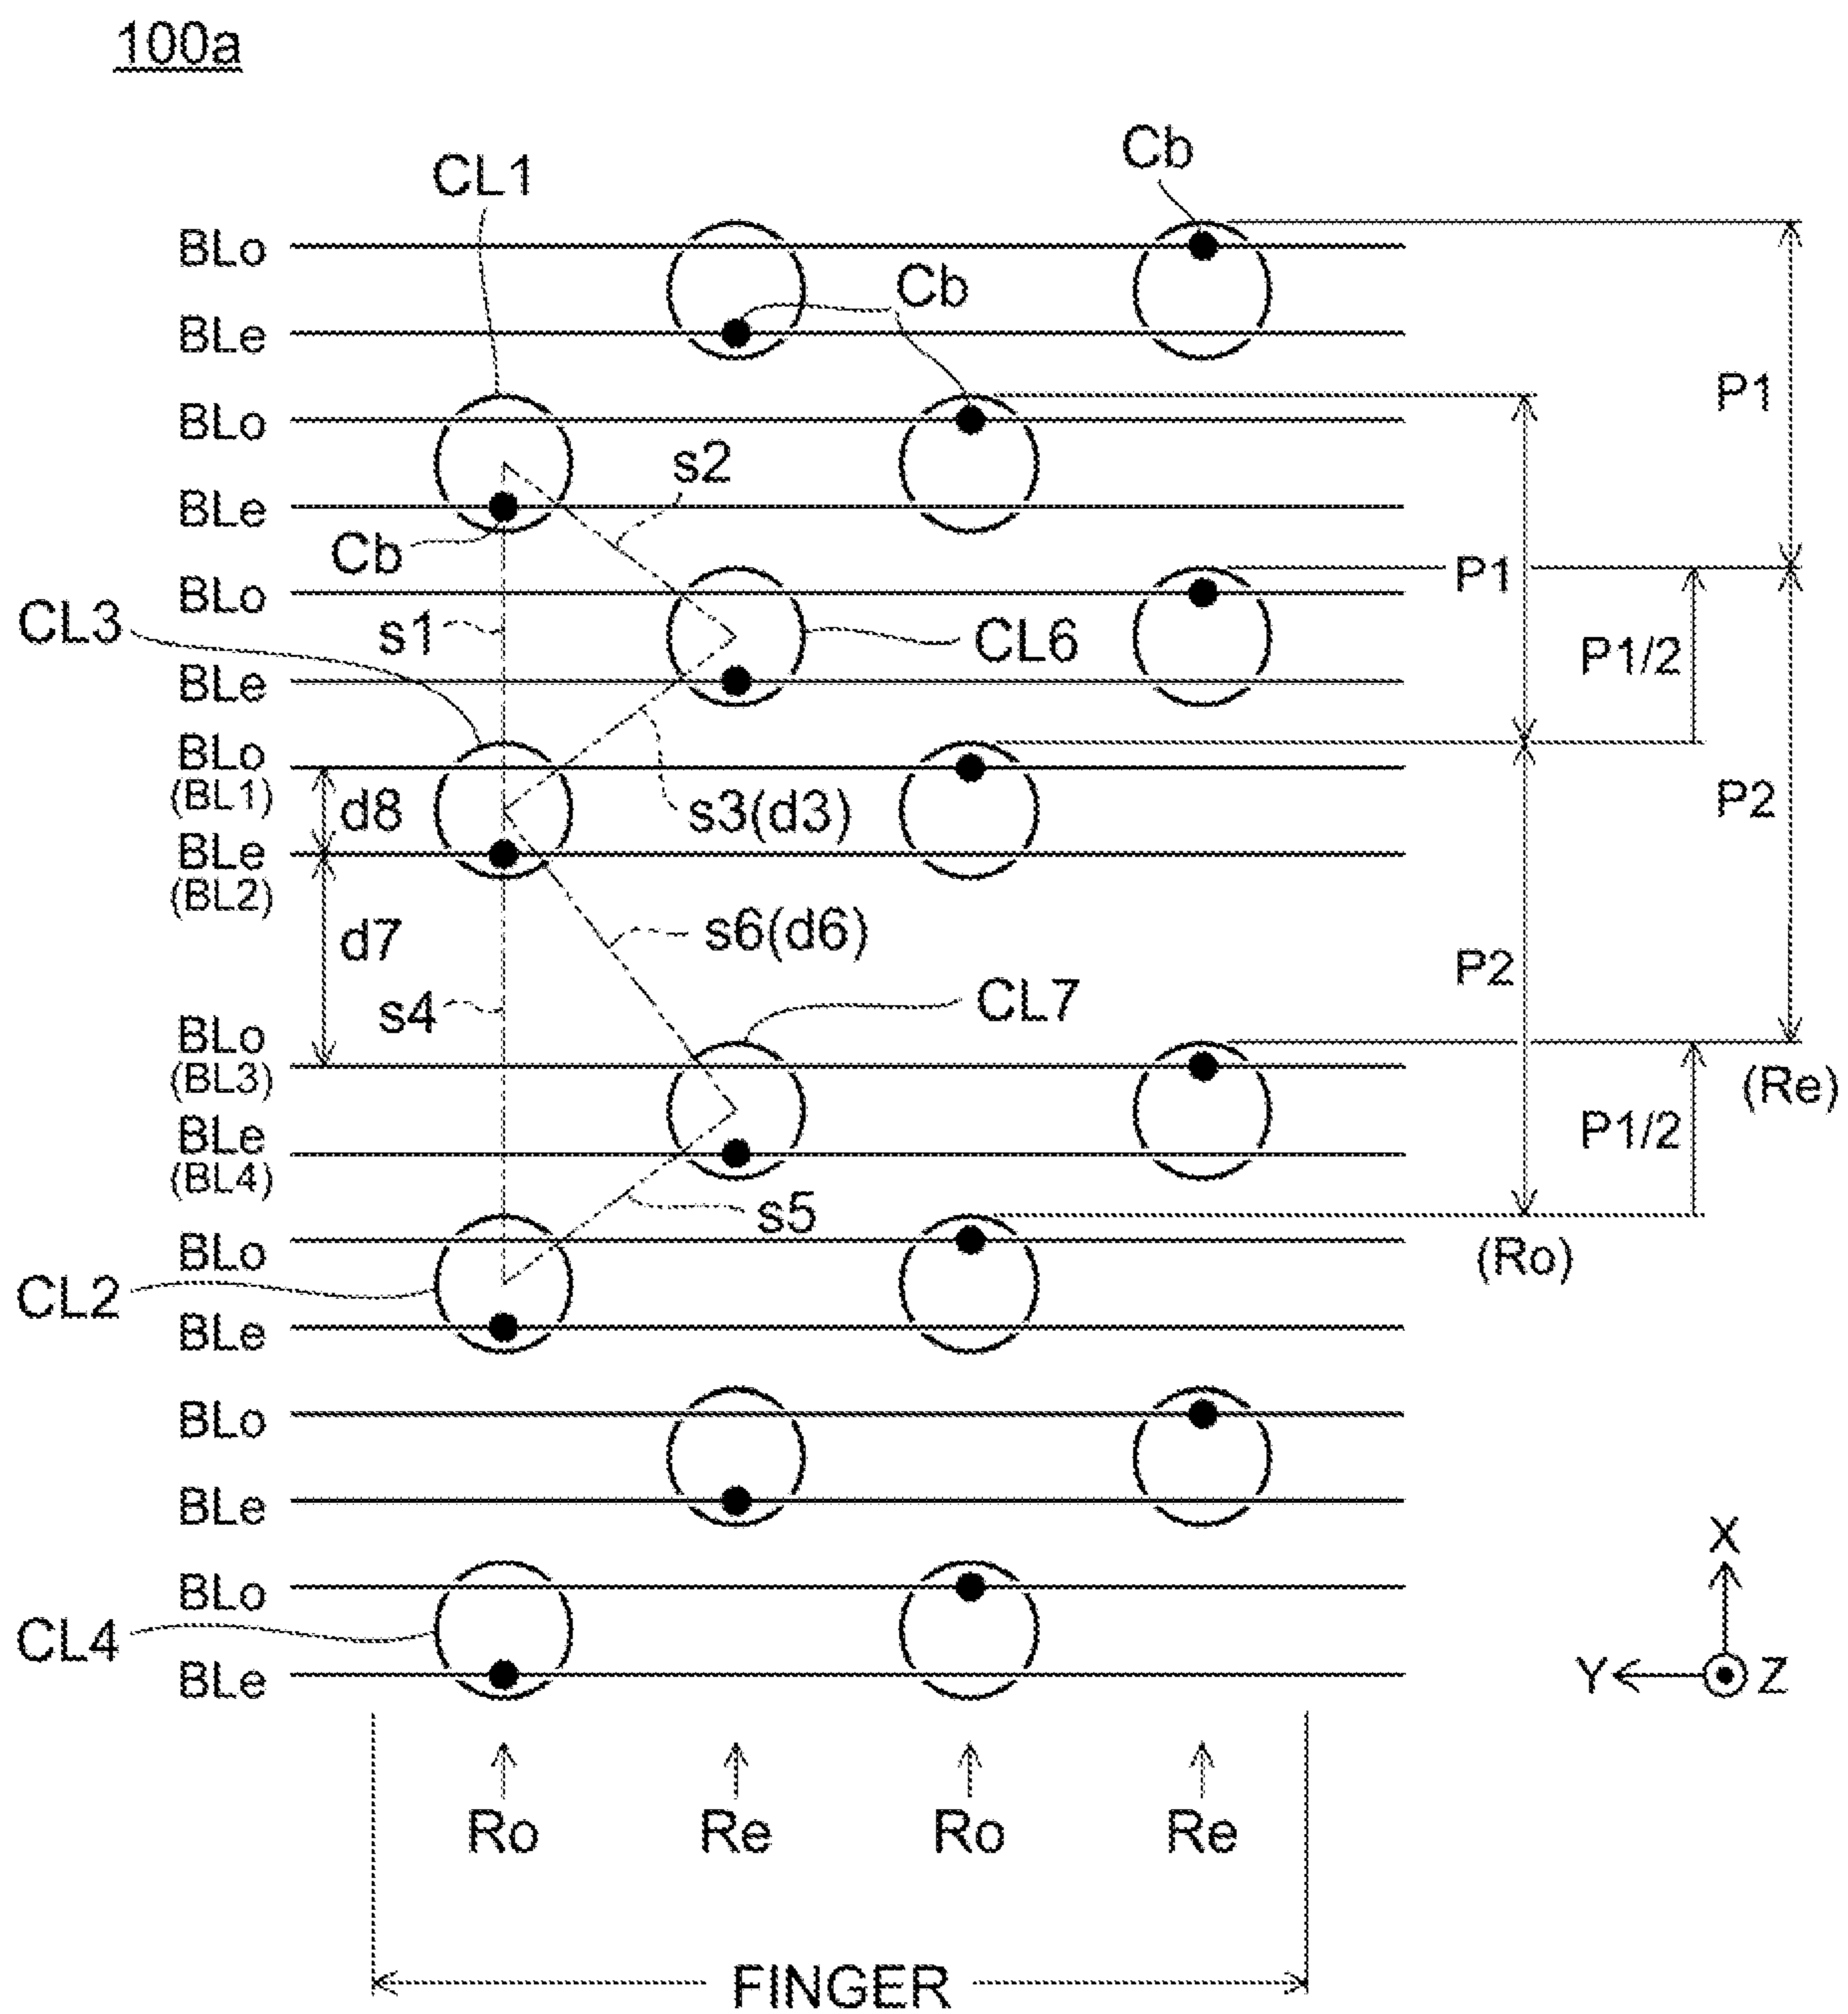 100a
Cb
CL1
BLo
Cb
BLe
P1
BLo
s2
BLe
Cb
P1
BLo
CL3
s1
CL6
P1/2
BLe
BLo
(BL1)
d8
s3(d3)
P2
BLe
(BL2)
d7
s6(d6)
P2
s4
CL7
BLo
(BL3)
(Re)
BLe
P1/2
(BL4)
s5
BLo
(Ro)
CL2
BLe
BLo
BLe
X
BLo
CL4
BLe
Y
Z
Ro Re Ro Re
FINGER